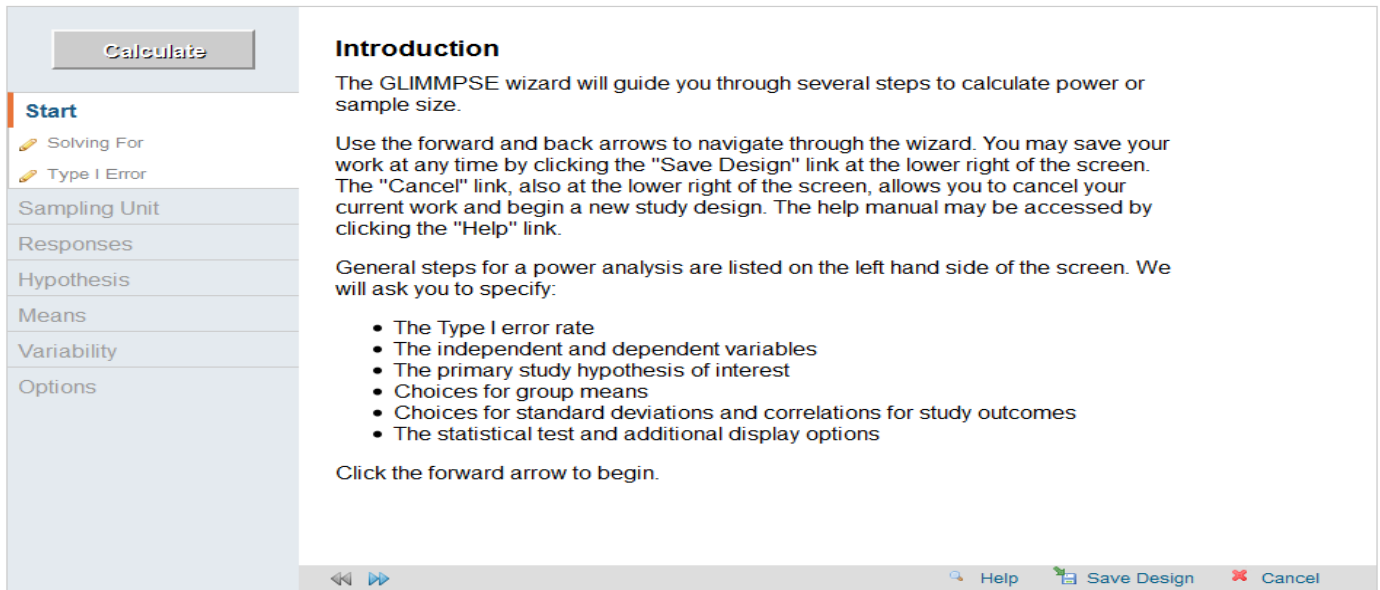 Calculate
Start
Solving For
Type I Error
Sampling Unit
Responses
Hypothesis
Means
Variability
Options
Introduction
The GLIMMPSE wizard will guide you through several steps to calculate power or
sample size.
Use the forward and back arrows to navigate through the wizard. You may save your
work at any time by clicking the "Save Design" link at the lower right of the screen.
The "Cancel" link, also at the lower right of the screen, allows you to cancel your
current work and begin a new study design. The help manual may be accessed by
clicking the "Help" link.
General steps for a power analysis are listed on the left hand side of the screen. We
will ask you to specify:
• The Type I error rate
• The independent and dependent variables
• The primary study hypothesis of interest
• Choices for group means
• Choices for standard deviations and correlations for study outcomes
• The statistical test and additional display options
Click the forward arrow to begin.
Help Save Design Cancel